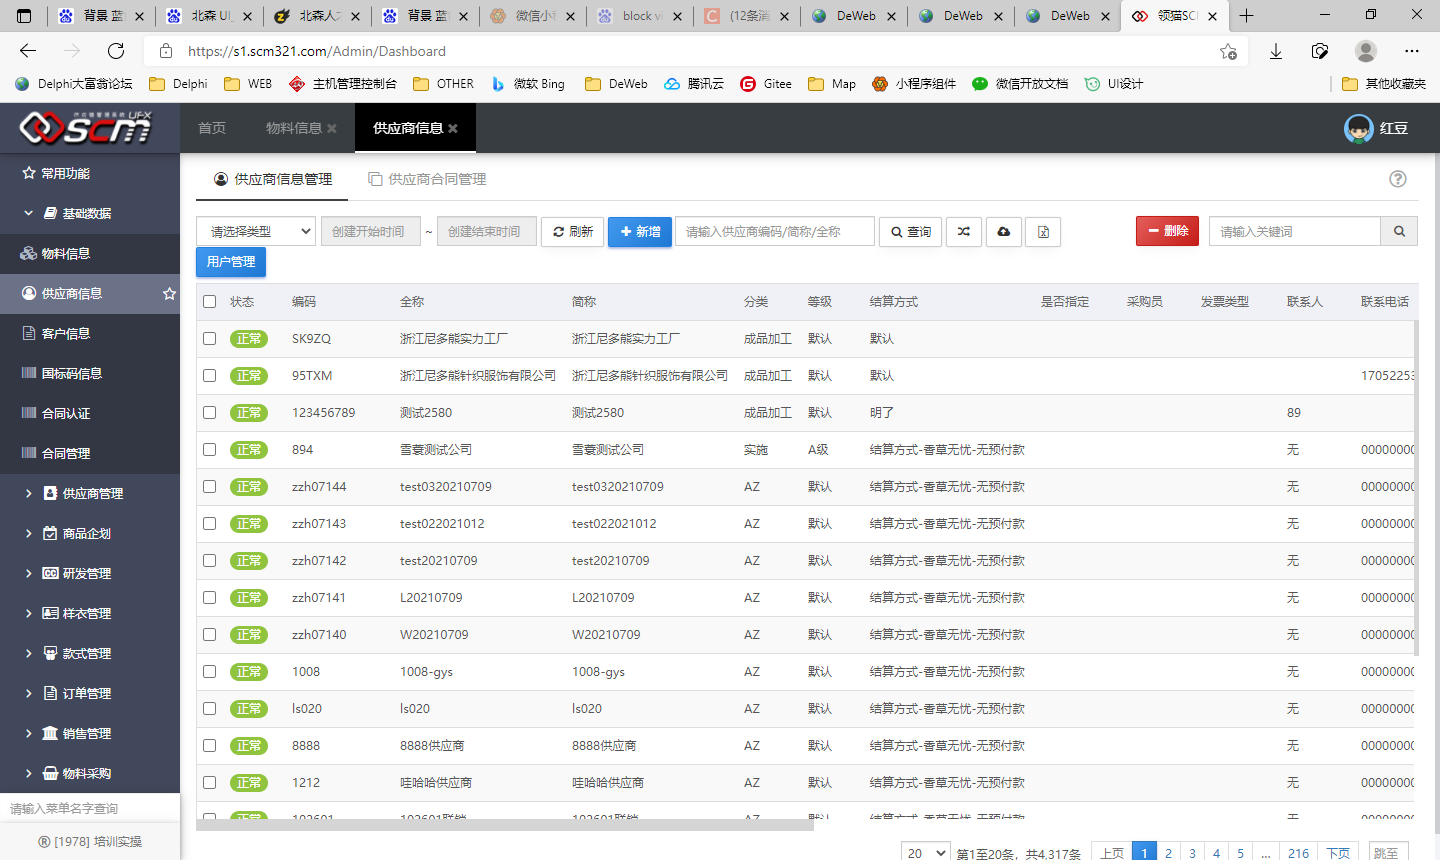 背景 蓝
北森 UI_
北森人才
背景 蓝
微信小程
block vi
(12条消
DeWeb
DeWeb
DeWeb
领猫SC
https://s1.scm321.com/Admin/Dashboard
Delphi大富翁论坛
Delphi
WEB
主机管理控制台
OTHER
微软 Bing
DeWeb
腾讯云
Gitee
Map
小程序组件
微信开放文档
UI设计
其他收藏夹
供应链管理系统 UFX
SCM
首页
物料信息
供应商信息
红豆
常用功能
基础数据
物料信息
供应商信息
客户信息
国标码信息
合同认证
合同管理
供应商管理
商品企划
研发管理
样衣管理
款式管理
订单管理
销售管理
物料采购
请输入菜单名字查询
® [1978] 培训实操
供应商信息管理
供应商合同管理
请选择类型
创建开始时间
~
创建结束时间
刷新
新增
请输入供应商编码/简称/全称
查询
删除
请输入关键词
用户管理
状态 编码 全称 简称 分类 等级 结算方式 是否指定 采购员 发票类型 联系人 联系电话
正常 SK9ZQ 浙江尼多熊实力工厂 浙江尼多熊实力工厂 成品加工 默认 默认
正常 95TXM 浙江尼多熊针织服饰有限公司 浙江尼多熊针织服饰有限公司 成品加工 默认 默认 17052253
正常 123456789 测试2580 测试2580 成品加工 默认 明了 89
正常 894 雪蔓测试公司 雪蔓测试公司 实施 A级 结算方式-香草无忧-无预付款 无 00000000
正常 zzh07144 test0320210709 test0320210709 AZ 默认 结算方式-香草无忧-无预付款 无 00000000
正常 zzh07143 test022021012 test022021012 AZ 默认 结算方式-香草无忧-无预付款 无 00000000
正常 zzh07142 test20210709 test20210709 AZ 默认 结算方式-香草无忧-无预付款 无 00000000
正常 zzh07141 L20210709 L20210709 AZ 默认 结算方式-香草无忧-无预付款 无 00000000
正常 zzh07140 W20210709 W20210709 AZ 默认 结算方式-香草无忧-无预付款 无 00000000
正常 1008 1008-gys 1008-gys AZ 默认 结算方式-香草无忧-无预付款 无 00000000
正常 ls020 ls020 ls020 AZ 默认 结算方式-香草无忧-无预付款 无 00000000
正常 8888 8888供应商 8888供应商 AZ 默认 结算方式-香草无忧-无预付款 无 00000000
正常 1212 哇哈哈供应商 哇哈哈供应商 AZ 默认 结算方式-香草无忧-无预付款 无 00000000
20 第1至20条，共4,317条 上页 1 2 3 4 5 ... 216 下页 跳至